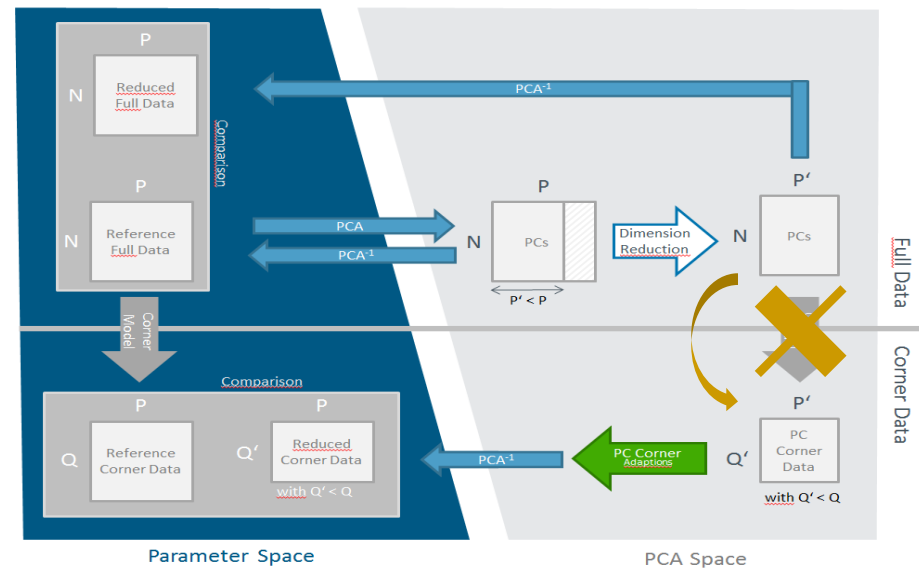 P
N
Reduced
Full Data
Comparison
P
N
Reference
Full Data
PCA⁻¹
PCA
PCA⁻¹
P
N
PCs
P‘ < P
Dimension
Reduction
P‘
N
PCs
Full Data
Corner Data
Corner
Model
Comparison
P
Q
Reference
Corner Data
P
Q‘
Reduced
Corner Data
with Q‘ < Q
PCA⁻¹
PC Corner
Adaptions
P‘
Q‘
PC
Corner
Data
with Q‘ < Q
Parameter Space
PCA Space